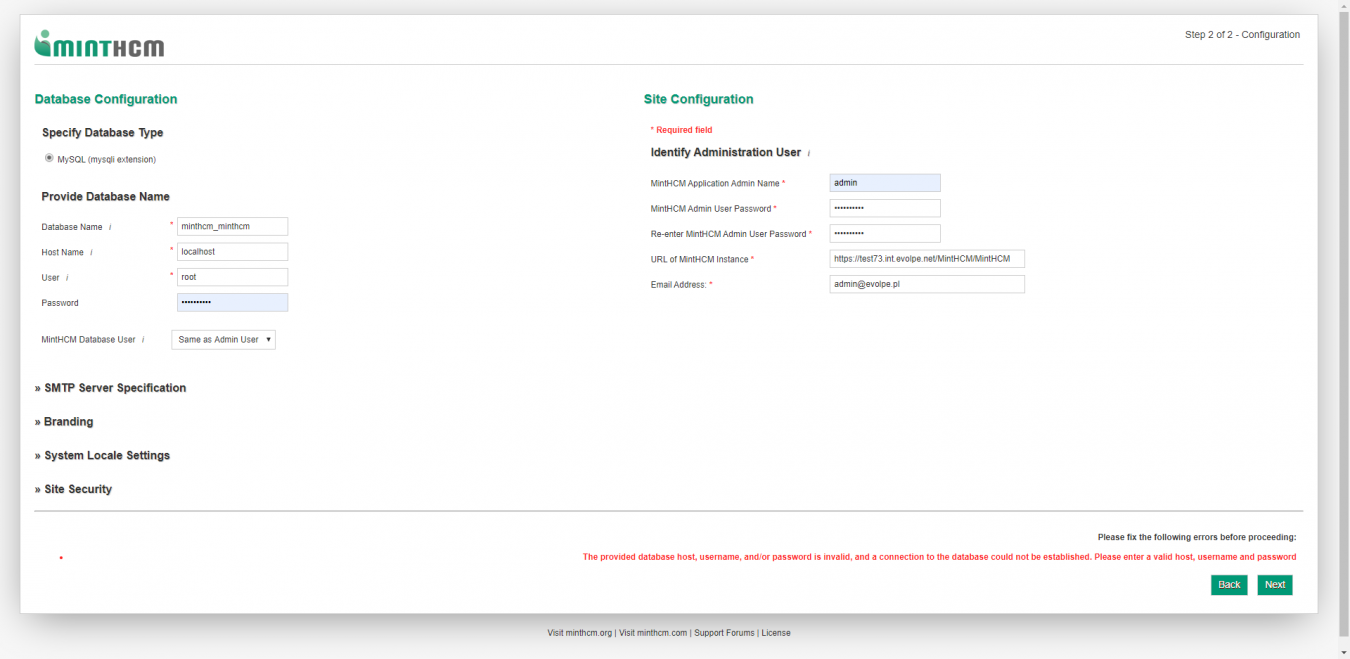 mintHCM
Step 2 of 2 - Configuration
Database Configuration
Specify Database Type
MySQL (mysqli extension)
Provide Database Name
Database Name i * minthcm_minthcm
Host Name i * localhost
User i * root
Password ••••••••••
MintHCM Database User i Same as Admin User ▼
» SMTP Server Specification
» Branding
» System Locale Settings
» Site Security
Site Configuration
* Required field
Identify Administration User i
MintHCM Application Admin Name * admin
MintHCM Admin User Password * ••••••••••
Re-enter MintHCM Admin User Password * ••••••••••
URL of MintHCM Instance * https://test73.int.evolpe.net/MintHCM/MintHCM
Email Address: * admin@evolpe.pl
Please fix the following errors before proceeding:
• The provided database host, username, and/or password is invalid, and a connection to the database could not be established. Please enter a valid host, username and password
Back Next
Visit minthcm.org | Visit minthcm.com | Support Forums | License